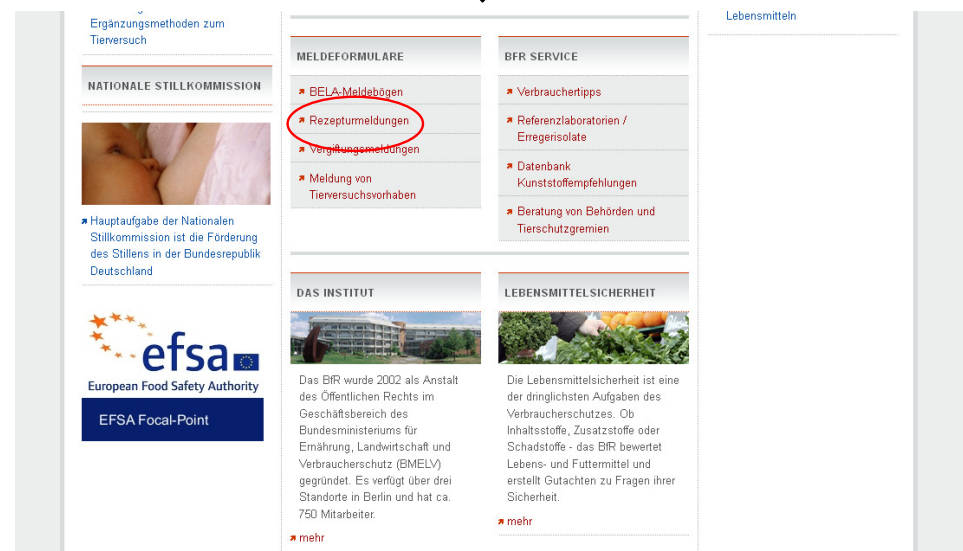 Ergänzungsmethoden zum
Tierversuch
NATIONALE STILLKOMMISSION
Hauptaufgabe der Nationalen
Stillkommission ist die Förderung
des Stillens in der Bundesrepublik
Deutschland
efsa
European Food Safety Authority
EFSA Focal-Point
MELDEFORMULARE
BELA-Meldebögen
Rezepturmeldungen
Vergiftungsmeldungen
Meldung von
Tierversuchsvorhaben
BFR SERVICE
Verbrauchertipps
Referenzlaboratorien /
Erregerisolate
Datenbank
Kunststoffempfehlungen
Beratung von Behörden und
Tierschutzgremien
DAS INSTITUT
Das BfR wurde 2002 als Anstalt
des Öffentlichen Rechts im
Geschäftsbereich des
Bundesministeriums für
Ernährung, Landwirtschaft und
Verbraucherschutz (BMELV)
gegründet. Es verfügt über drei
Standorte in Berlin und hat ca.
750 Mitarbeiter.
mehr
LEBENSMITTELSICHERHEIT
Die Lebensmittelsicherheit ist eine
der dringlichsten Aufgaben des
Verbraucherschutzes. Ob
Inhaltsstoffe, Zusatzstoffe oder
Schadstoffe - das BfR bewertet
Lebens- und Futtermittel und
erstellt Gutachten zu Fragen ihrer
Sicherheit.
mehr
Lebensmitteln